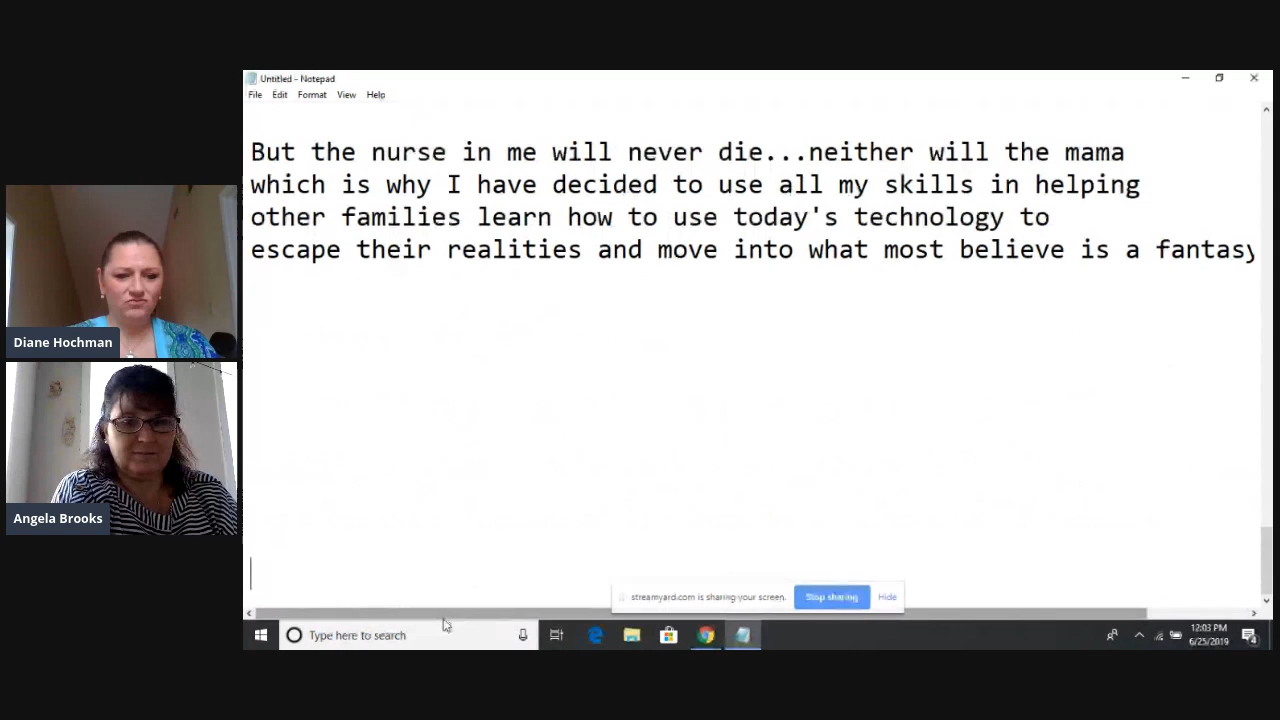 Untitled - Notepad
File Edit Format View Help
But the nurse in me will never die...neither will the mama
which is why I have decided to use all my skills in helping
other families learn how to use today's technology to
escape their realities and move into what most believe is a fantasy
Diane Hochman
Angela Brooks
streamyard.com is sharing your screen.
Stop sharing
Hide
Type here to search
12:03 PM
6/25/2019
4